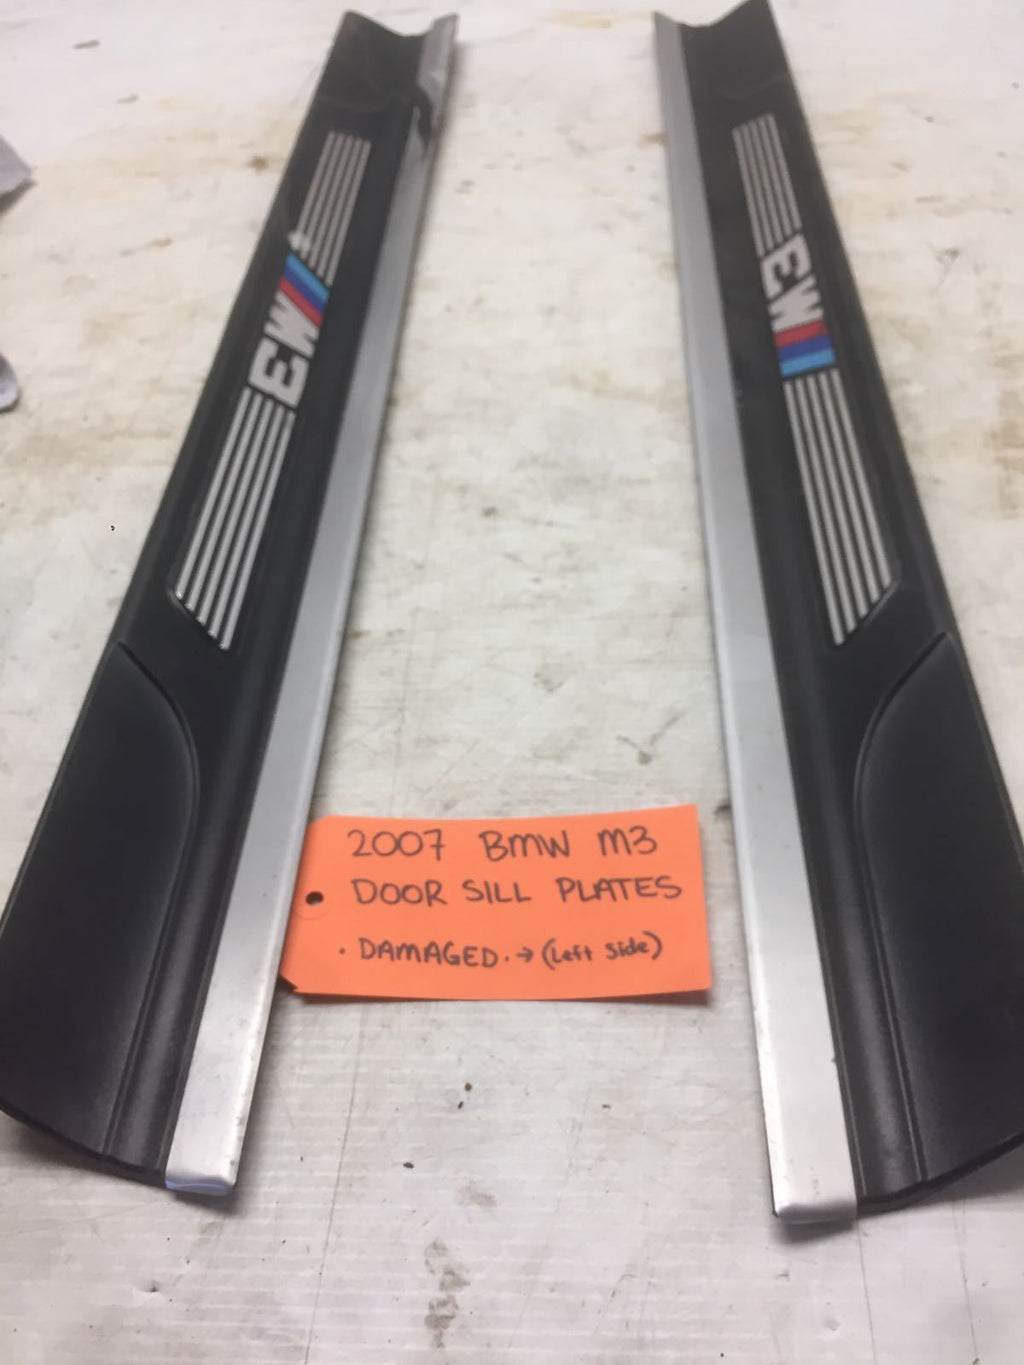 M3
M3
2007 BMW M3
DOOR SILL PLATES
. DAMAGED. → (Left Side)